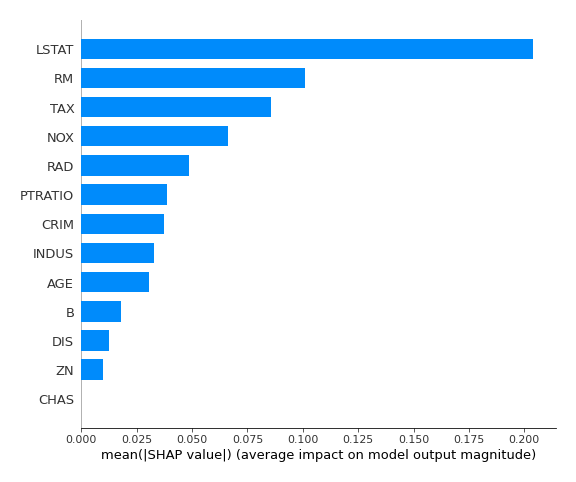 LSTAT
RM
TAX
NOX
RAD
PTRATIO
CRIM
INDUS
AGE
B
DIS
ZN
CHAS
0.000 0.025 0.050 0.075 0.100 0.125 0.150 0.175 0.200
mean(|SHAP value|) (average impact on model output magnitude)